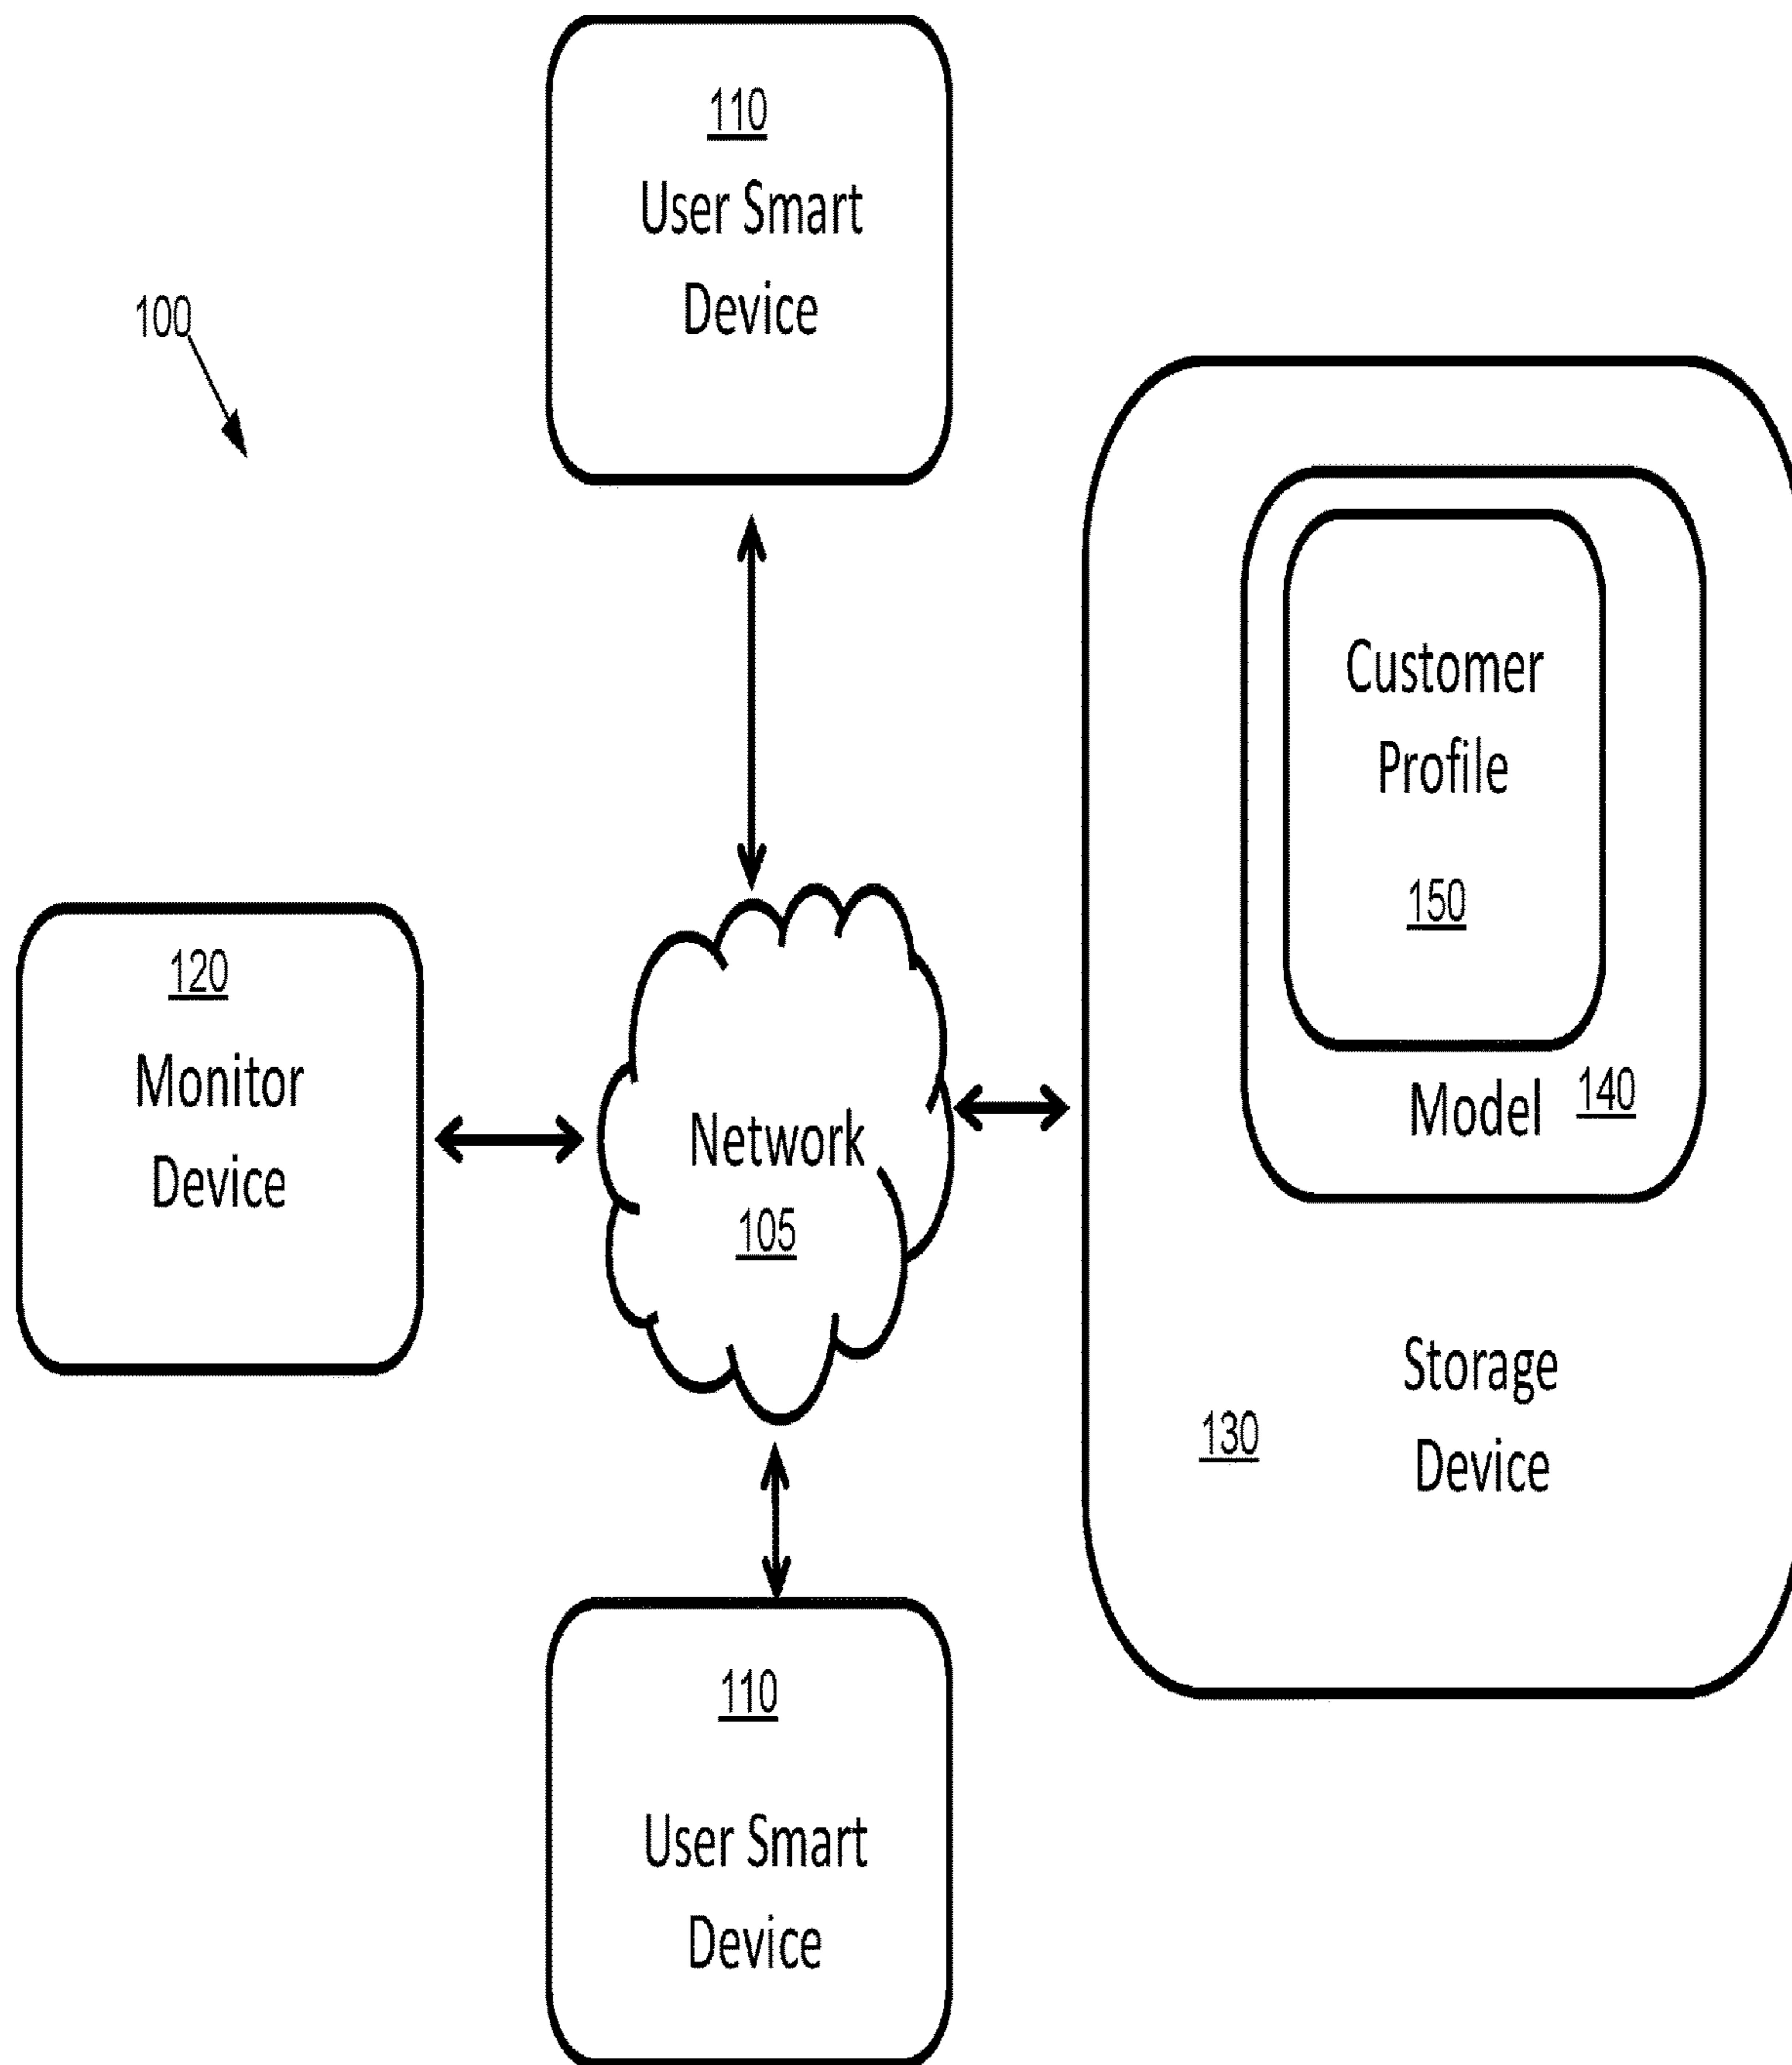 110
User Smart
Device
100
Customer
Profile
150
140
Model
120
Monitor
Device
Network
105
Storage
Device
130
110
User Smart
Device